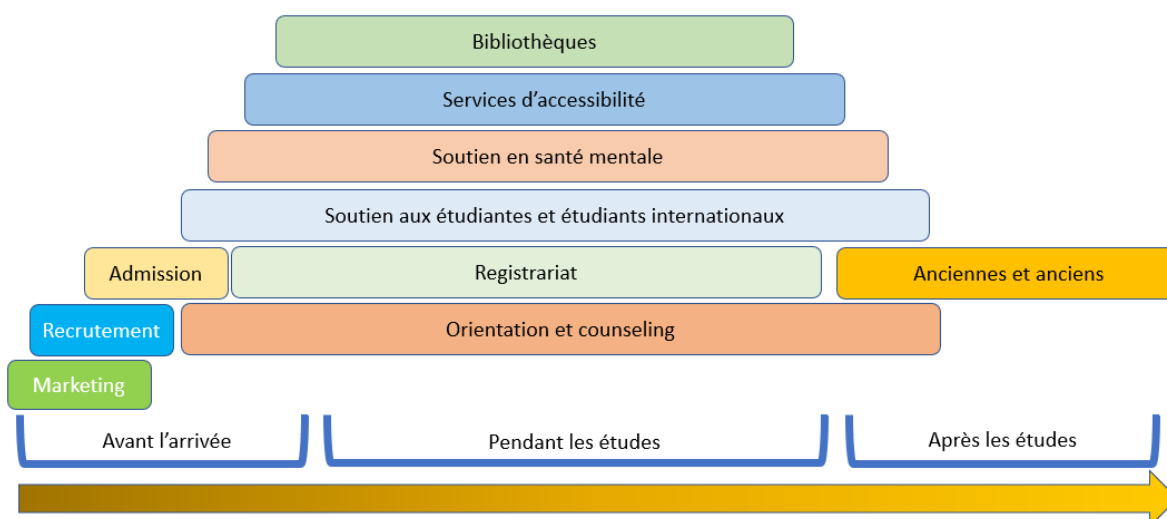 Bibliothèques
Services d’accessibilité
Soutien en santé mentale
Soutien aux étudiantes et étudiants internationaux
Admission
Registrariat
Anciennes et anciens
Recrutement
Orientation et counseling
Marketing
Avant l’arrivée
Pendant les études
Après les études